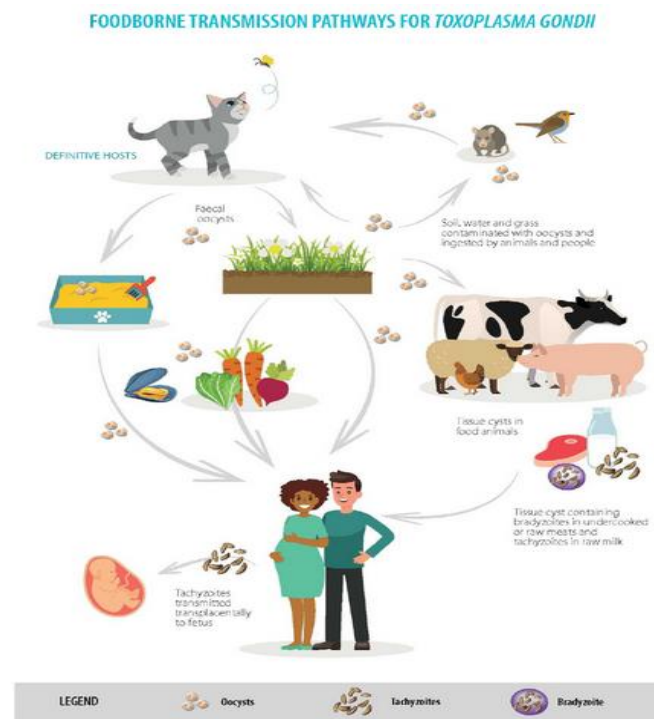 FOODBORNE TRANSMISSION PATHWAYS FOR TOXOPLASMA GONDII
DEFINITIVE HOSTS
Faecal
oocysts
Soil, water and grass
contaminated with oocysts and
ingested by animals and people
Tissue cysts in
food animals
Tissue cyst containing
bradyzoites in undercooked
or raw meats and
tachyzoites in raw milk
Tachyzoites
transmitted
transplacentally
to fetus
LEGEND
Oocysts
Tachyzoites
Bradyzoite